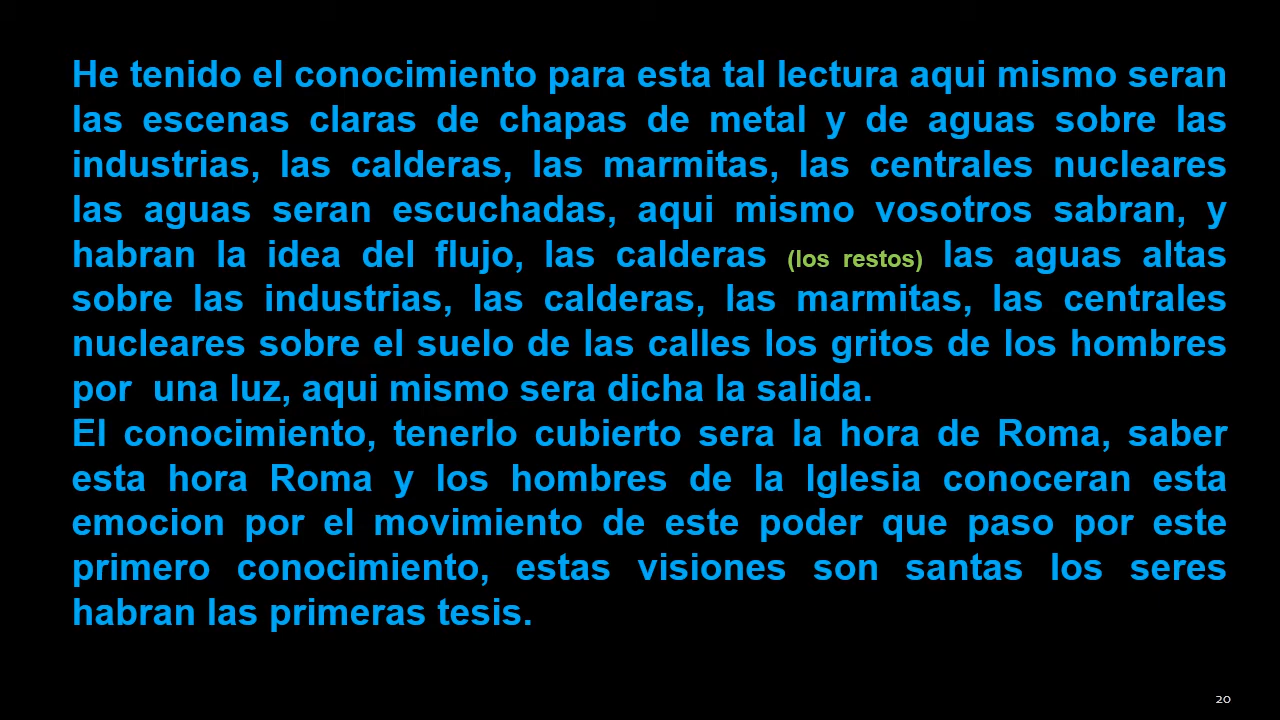 He tenido el conocimiento para esta tal lectura aqui mismo seran
las escenas claras de chapas de metal y de aguas sobre las
industrias, las calderas, las marmitas, las centrales nucleares
las aguas seran escuchadas, aqui mismo vosotros sabran, y
habran la idea del flujo, las calderas (los restos) las aguas altas
sobre las industrias, las calderas, las marmitas, las centrales
nucleares sobre el suelo de las calles los gritos de los hombres
por una luz, aqui mismo sera dicha la salida.
El conocimiento, tenerlo cubierto sera la hora de Roma, saber
esta hora Roma y los hombres de la Iglesia conoceran esta
emocion por el movimiento de este poder que paso por este
primero conocimiento, estas visiones son santas los seres
habran las primeras tesis.
20